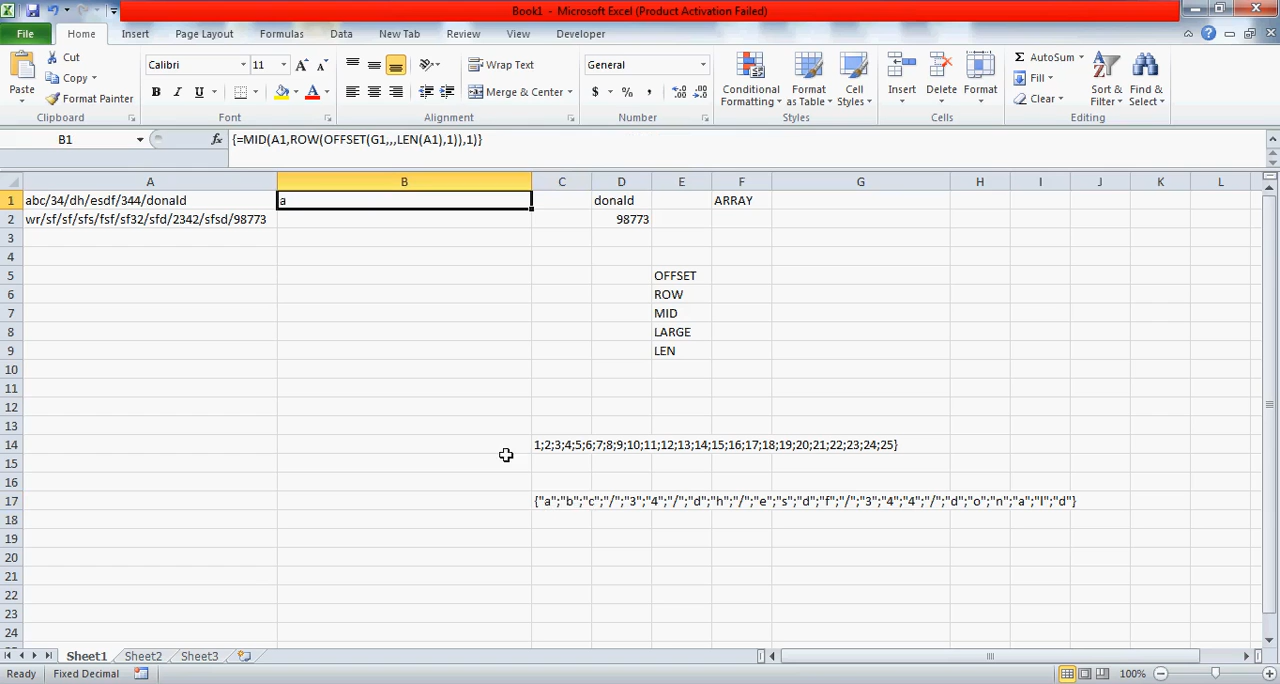 Book1 - Microsoft Excel (Product Activation Failed)
File Home Insert Page Layout Formulas Data New Tab Review View Developer
Paste
Cut
Copy
Format Painter
Clipboard
Calibri 11 A A
B I U A
Font
Wrap Text
Merge & Center
Alignment
General
$ % ,
Number
Conditional Formatting
Format as Table
Cell Styles
Styles
Insert Delete Format
Cells
Σ AutoSum
Fill
Clear
Sort & Filter
Find & Select
Editing
B1 fx {=MID(A1,ROW(OFFSET(G1,,,LEN(A1),1)),1)}
A B C D E F G H I J K L
1 abc/34/dh/esdf/344/donald a donald ARRAY
2 wr/sf/sf/sfs/fsf/sf32/sfd/2342/sfsd/98773 98773
3
4
5 OFFSET
6 ROW
7 MID
8 LARGE
9 LEN
10
11
12
13
14 1;2;3;4;5;6;7;8;9;10;11;12;13;14;15;16;17;18;19;20;21;22;23;24;25}
15
16
17 {"a";"b";"c";"/";"3";"4";"/";"d";"h";"/";"e";"s";"d";"f";"/";"3";"4";"4";"/";"d";"o";"n";"a";"l";"d"}
18
19
20
21
22
23
24
Sheet1 Sheet2 Sheet3
Ready Fixed Decimal 100%